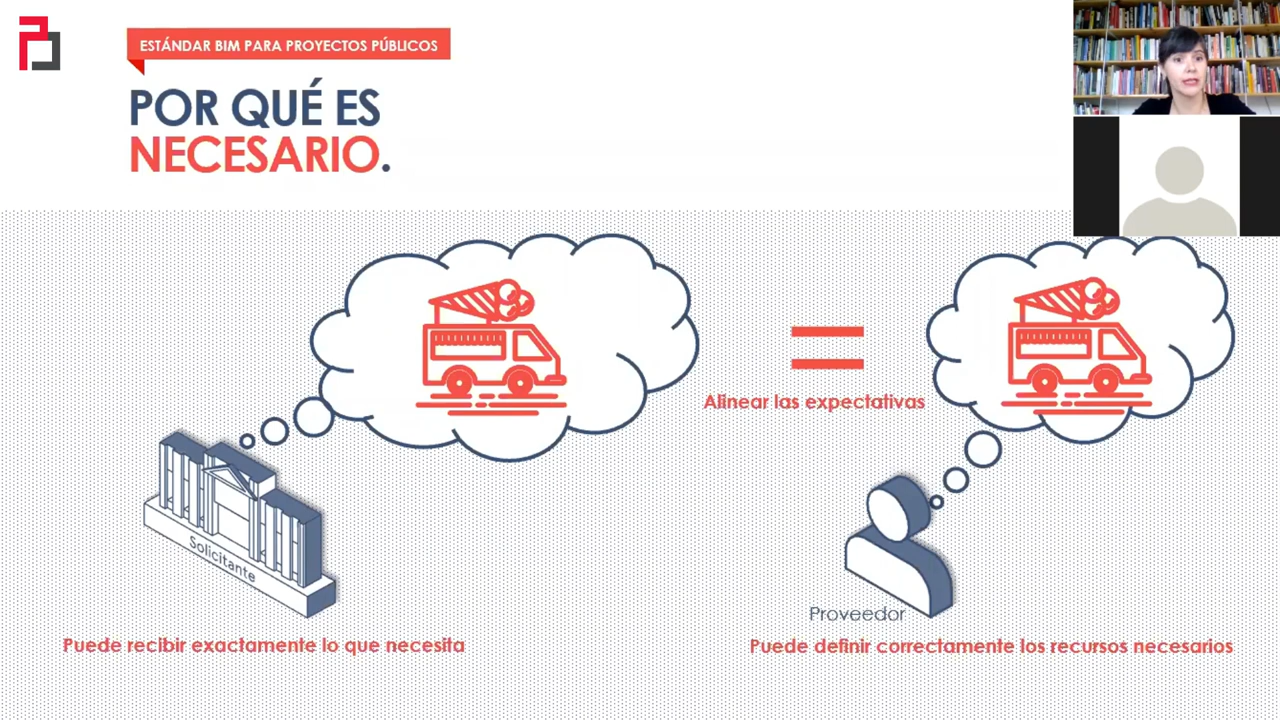 ESTÁNDAR BIM PARA PROYECTOS PÚBLICOS
POR QUÉ ES
NECESARIO.
Alinear las expectativas
Solicitante
Proveedor
Puede recibir exactamente lo que necesita
Puede definir correctamente los recursos necesarios